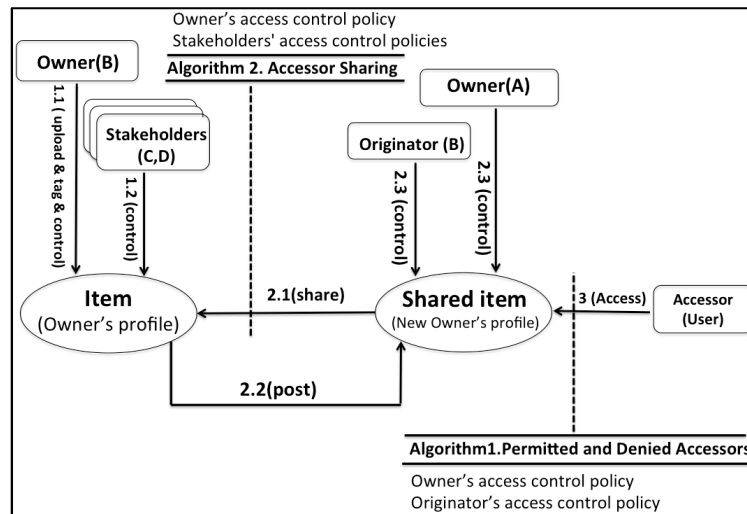 Owner's access control policy
Stakeholders' access control policies
Algorithm 2. Accessor Sharing
Owner(B)
1.1 ( upload & tag & control)
Stakeholders
(C,D)
1.2 (control)
Owner(A)
Originator (B)
2.3 (control)
2.3 (control)
Item
(Owner's profile)
2.1(share)
Shared item
(New Owner's profile)
3 (Access)
Accessor
(User)
2.2(post)
Algorithm1.Permitted and Denied Accessors
Owner's access control policy
Originator's access control policy